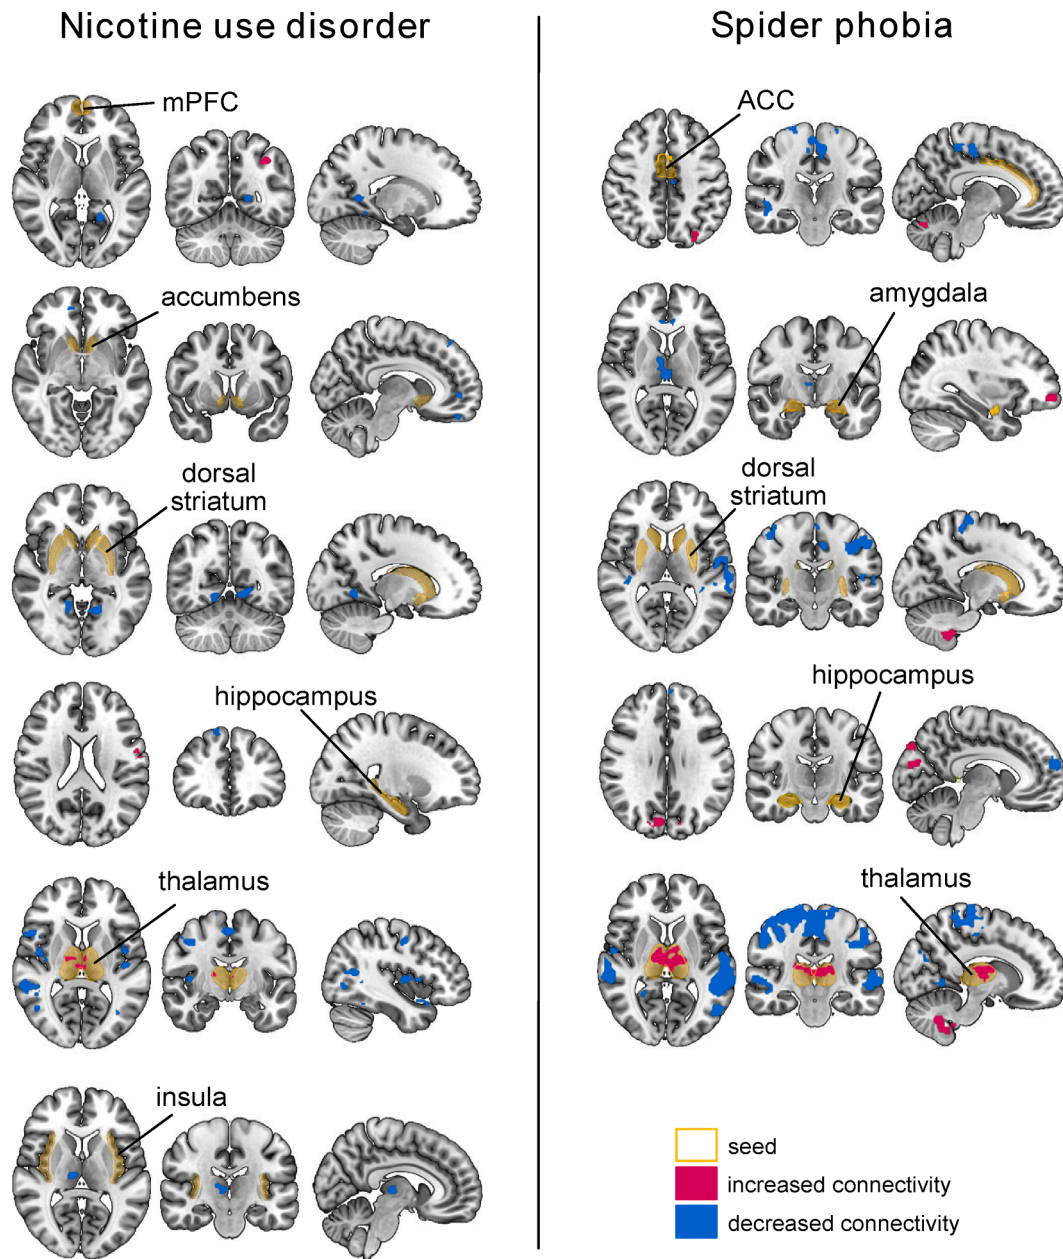 Nicotine use disorder
mPFC
accumbens
dorsal
striatum
hippocampus
thalamus
insula
Spider phobia
ACC
amygdala
dorsal
striatum
hippocampus
thalamus
seed
increased connectivity
decreased connectivity